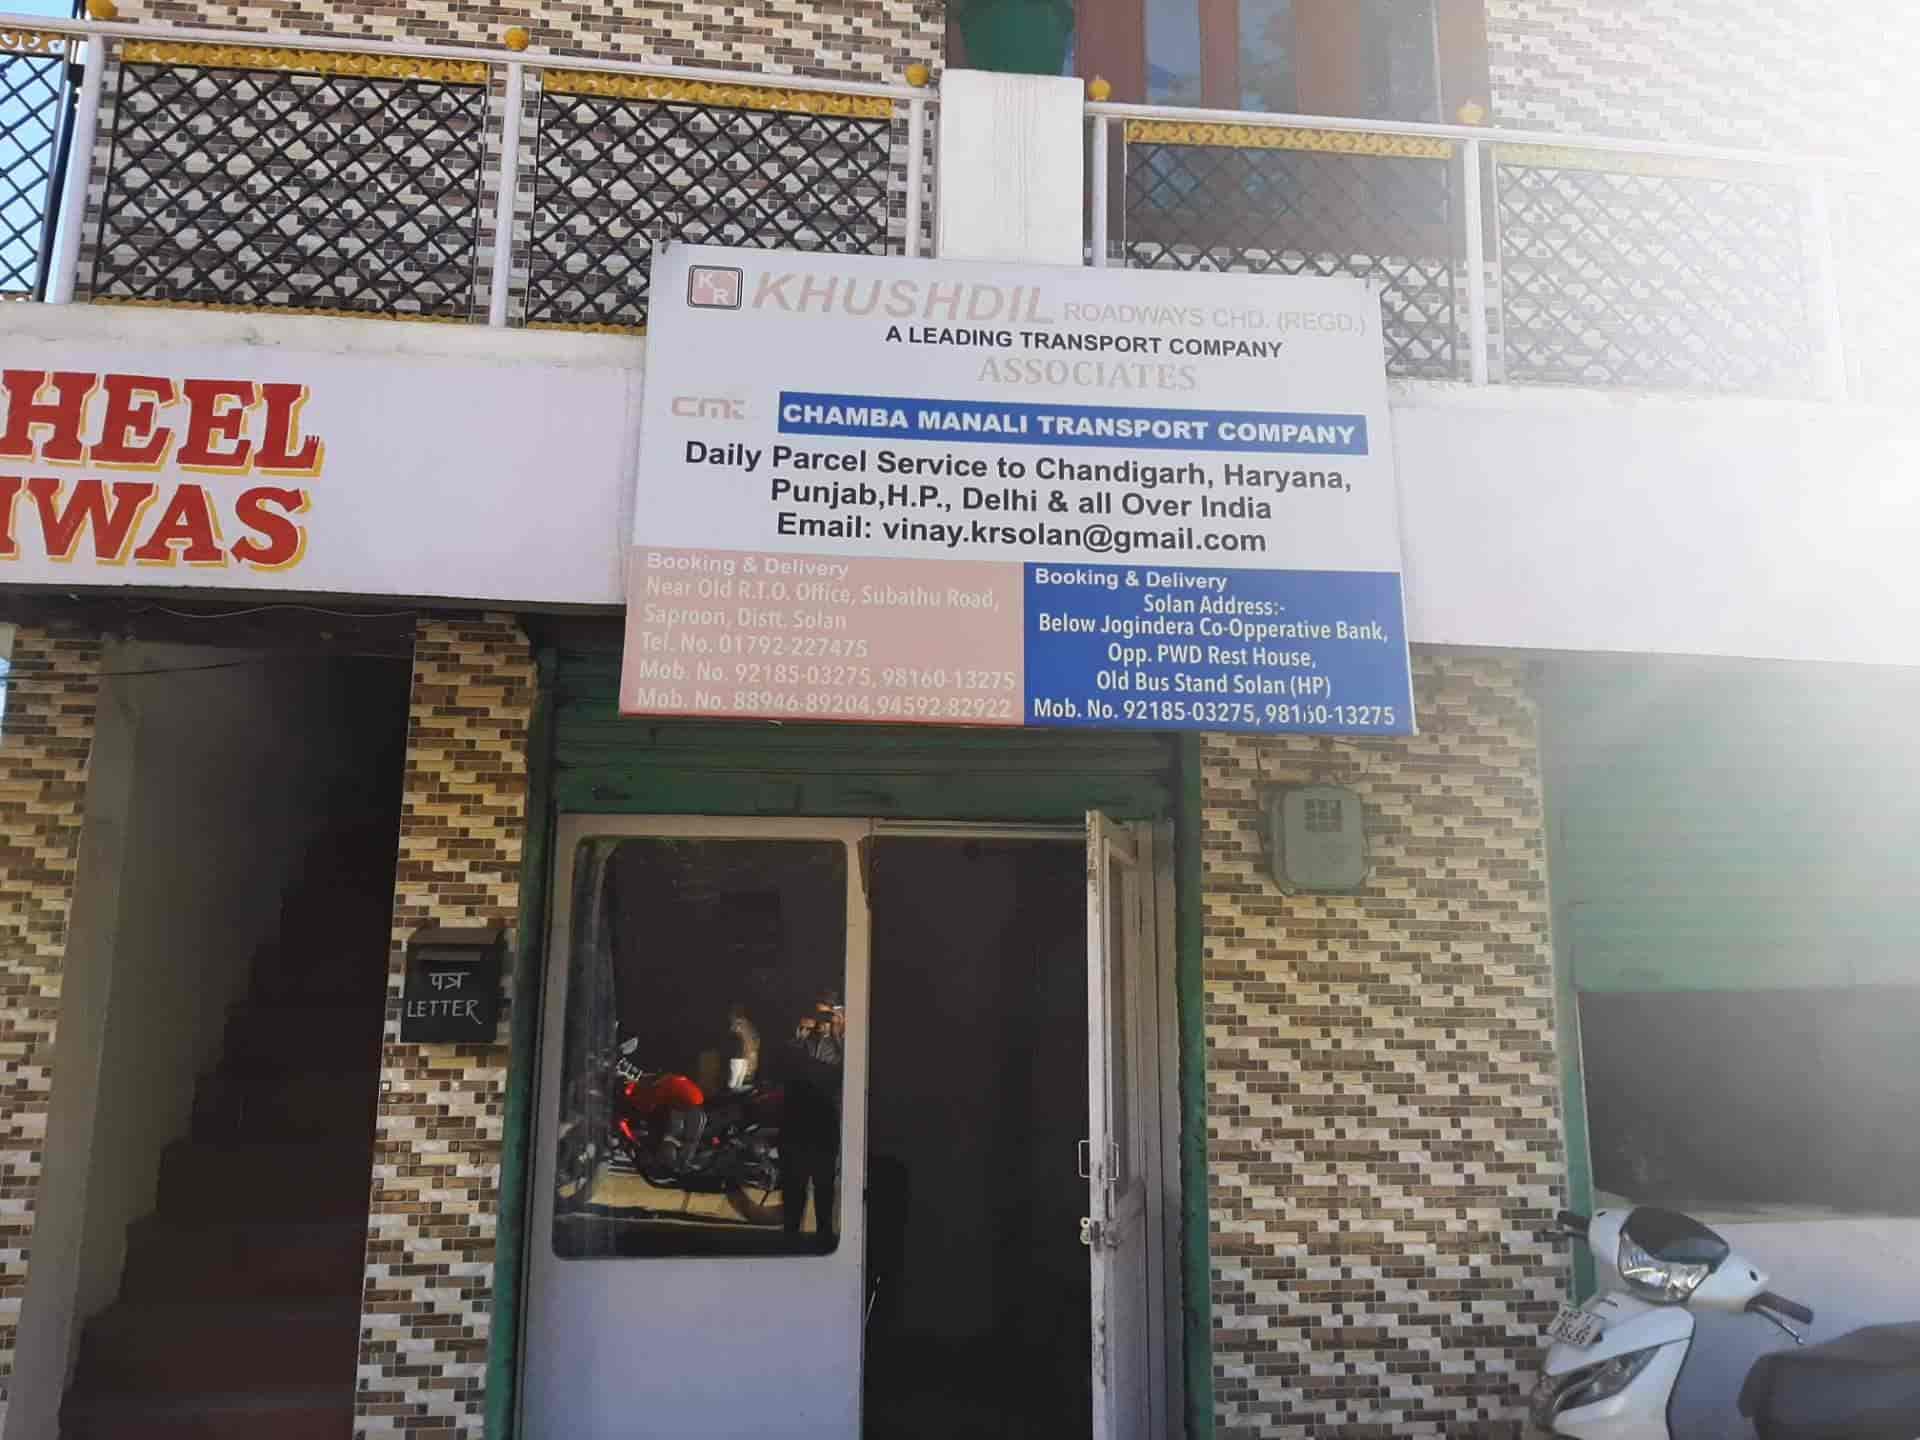 HEEL
IWAS
KR
KHUSHDIL ROADWAYS CHD. (REGD.)
A LEADING TRANSPORT COMPANY
ASSOCIATES
cmt CHAMBA MANALI TRANSPORT COMPANY
Daily Parcel Service to Chandigarh, Haryana,
Punjab,H.P., Delhi & all Over India
Email: vinay.krsolan@gmail.com
Booking & Delivery
Near Old R.T.O. Office, Subathu Road,
Saproon, Distt. Solan
Tel. No. 01792-227475
Mob. No. 92185-03275, 98160-13275
Mob. No. 88946-89204,94592-82922
Booking & Delivery
Solan Address:-
Below Jogindera Co-Opperative Bank,
Opp. PWD Rest House,
Old Bus Stand Solan (HP)
Mob. No. 92185-03275, 98160-13275
पत्र
LETTER